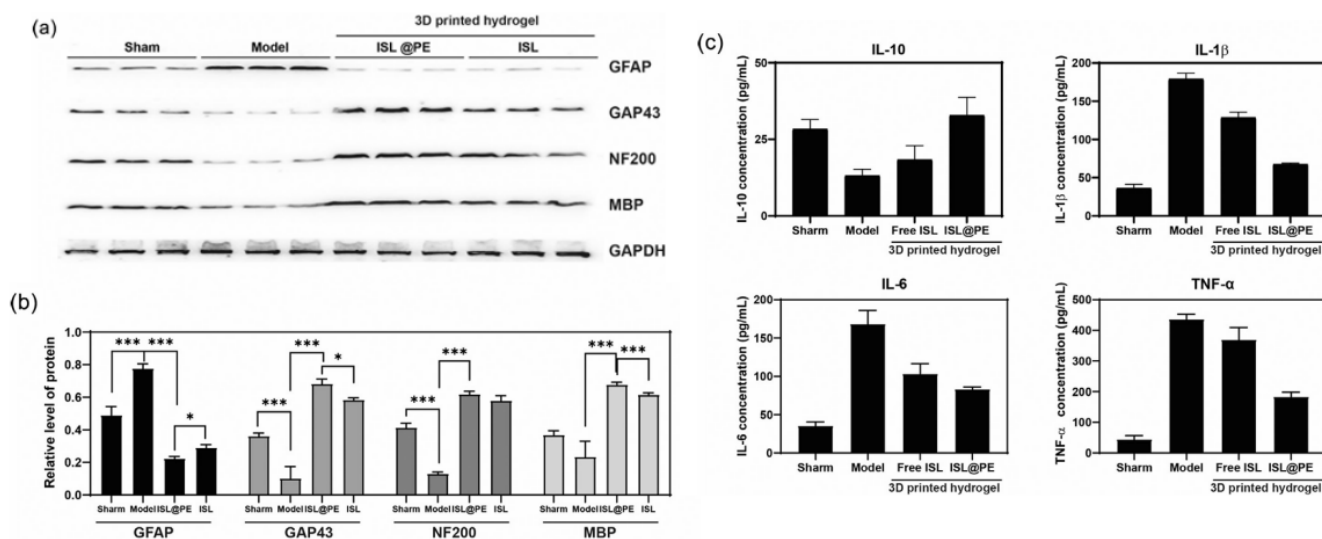 (a)
3D printed hydrogel
Sham Model ISL @PE ISL
GFAP
GAP43
NF200
MBP
GAPDH
(b)
Relative level of protein
1.0
0.8
0.6
0.4
0.2
0.0
*** *** *
*** *** *
*** ***
*** ***
Sharm Model ISL@PE ISL Sharm Model ISL@PE ISL Sharm Model ISL@PE ISL Sharm Model ISL@PE ISL
GFAP GAP43 NF200 MBP
(c)
IL-10
IL-10 concentration (pg/mL)
50
25
0
Sharm Model Free ISL ISL@PE
3D printed hydrogel
IL-1β
IL-1β concentration (pg/mL)
200
150
100
50
0
Sharm Model Free ISL ISL@PE
3D printed hydrogel
IL-6
IL-6 concentration (pg/mL)
200
150
100
50
0
Sharm Model Free ISL ISL@PE
3D printed hydrogel
TNF-α
TNF-α concentration (pg/mL)
500
400
300
200
100
0
Sharm Model Free ISL ISL@PE
3D printed hydrogel